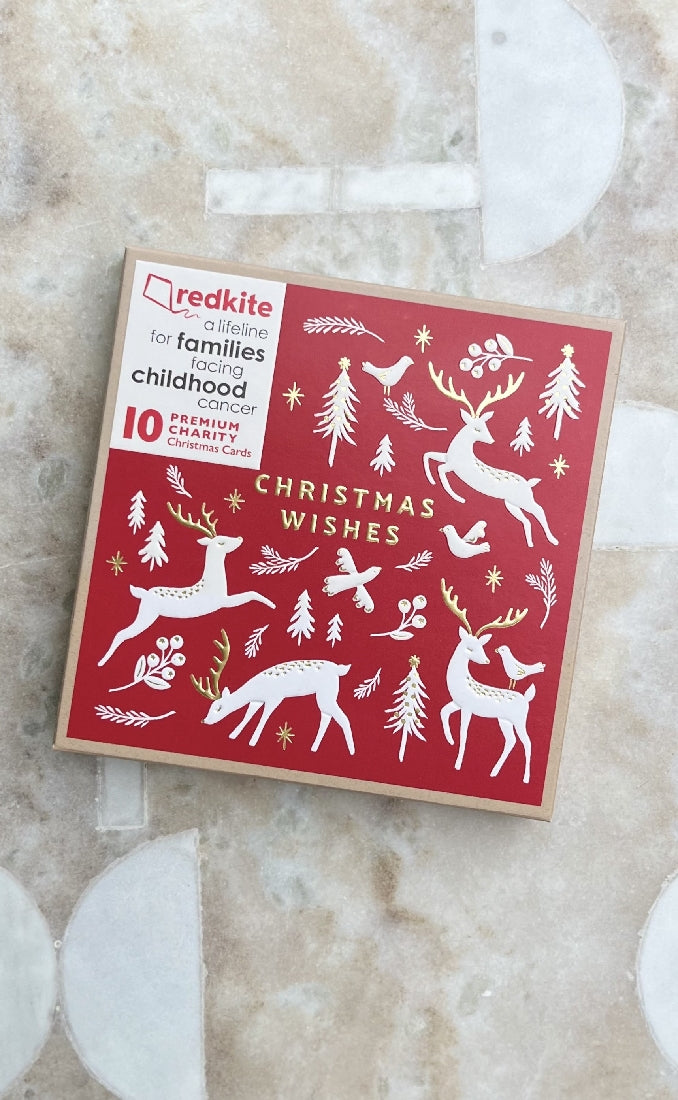 redkite
a lifeline
for families
facing
childhood
cancer
10 PREMIUM
CHARITY
Christmas Cards
CHRISTMAS
WISHES